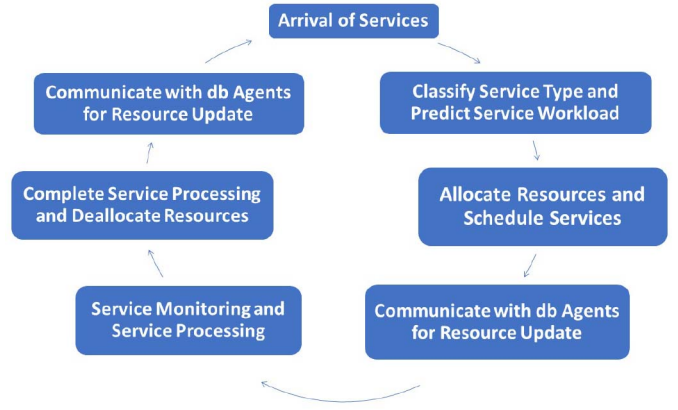 Arrival of Services
Classify Service Type and
Predict Service Workload
Allocate Resources and
Schedule Services
Communicate with db Agents
for Resource Update
Service Monitoring and
Service Processing
Complete Service Processing
and Deallocate Resources
Communicate with db Agents
for Resource Update